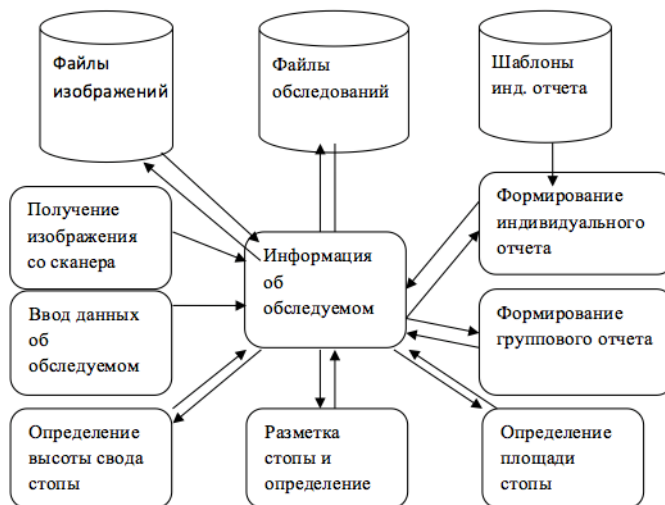 Файлы
изображений
Файлы
обследований
Шаблоны
инд. отчета
Получение
изображения
со сканера
Информация
об
обследуемом
Формирование
индивидуального
отчета
Ввод данных
об
обследуемом
Формирование
группового отчета
Определение
высоты свода
стопы
Разметка
стопы и
определение
Определение
площади
стопы